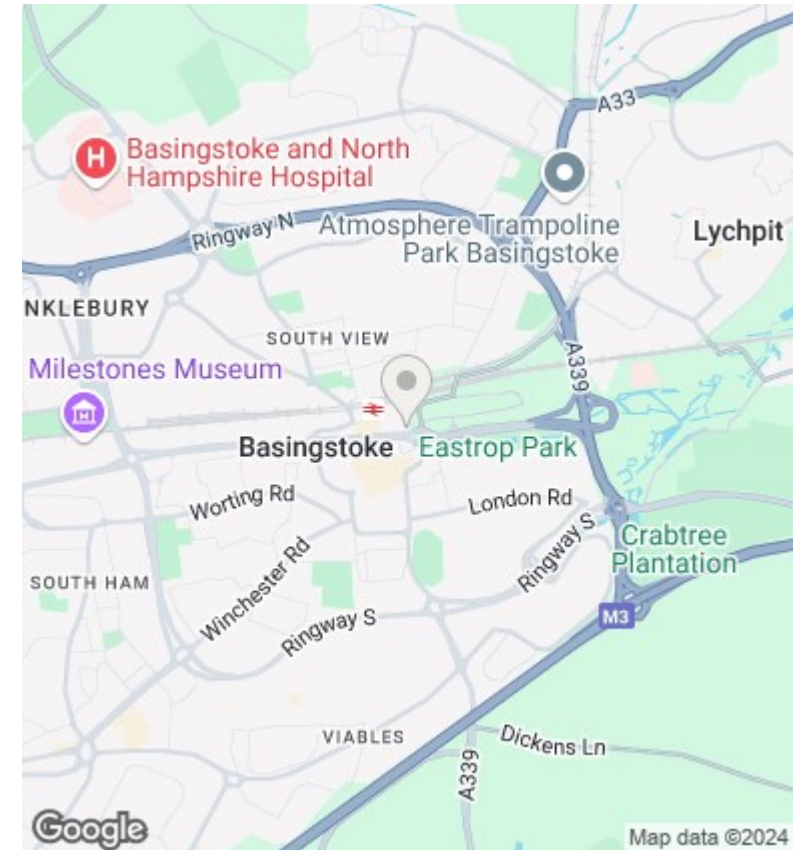 A33
H
Basingstoke and North
Hampshire Hospital
Ringway N
Atmosphere Trampoline
Park Basingstoke
Lychpit
NKLEBURY
SOUTH VIEW
A339
Milestones Museum
Basingstoke
Eastrop Park
Worting Rd
London Rd
Winchester Rd
Ringway S
Crabtree
Plantation
SOUTH HAM
Ringway S
M3
VIABLES
Dickens Ln
A339
Google
Map data ©2024